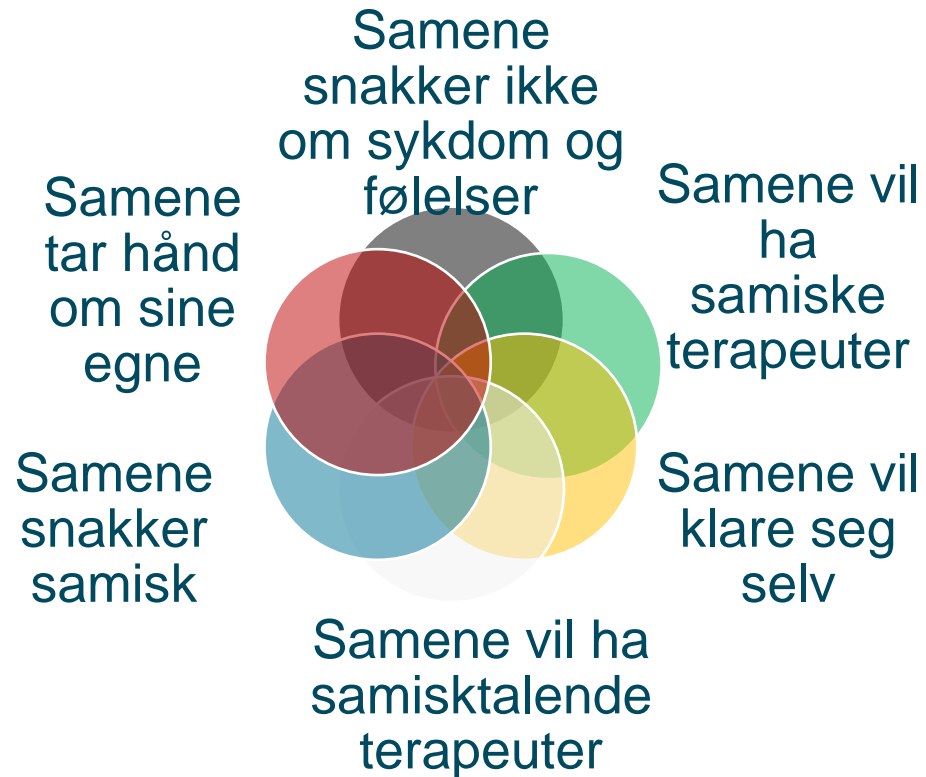 Samene
snakker ikke
om sykdom og
følelser
Samene vil
ha
samiske
terapeuter
Samene vil
klare seg
selv
Samene vil ha
samisktalende
terapeuter
Samene
snakker
samisk
Samene
tar hånd
om sine
egne